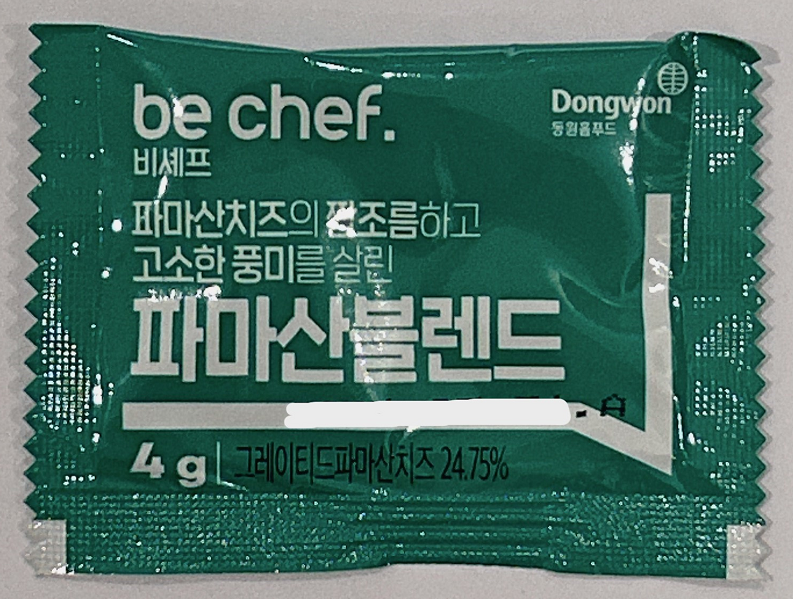 be chef.
Dongwon
동원홈푸드
비셰프
파마산치즈의 짭조름하고
고소한 풍미를 살린
파마산블렌드
4 g
그레이티드파마산치즈 24.75%